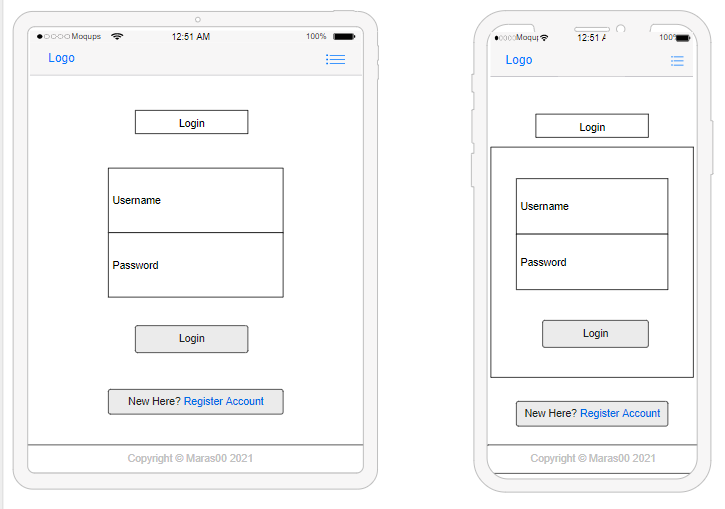 Moqups 12:51 AM 100%
Logo
Login
Username
Password
Login
New Here? Register Account
Copyright © Maras00 2021
Moqup 12:51 100%
Logo
Login
Username
Password
Login
New Here? Register Account
Copyright © Maras00 2021